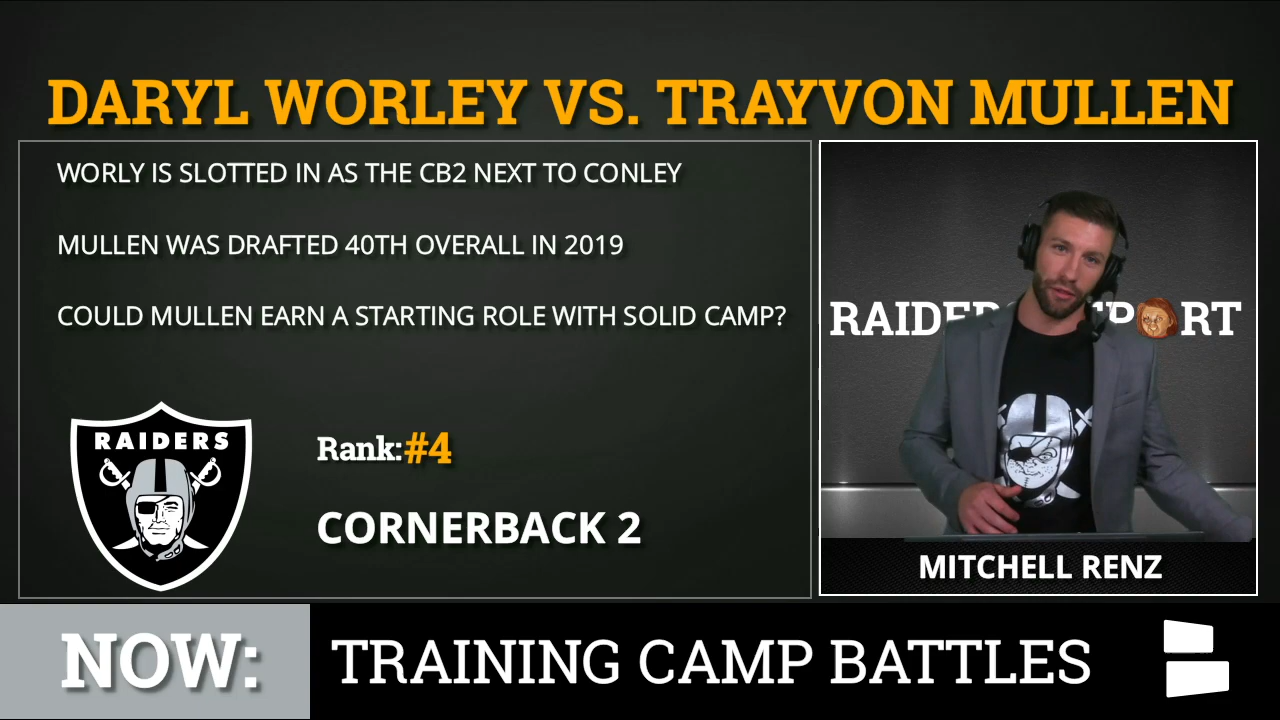 DARYL WORLEY VS. TRAYVON MULLEN
WORLY IS SLOTTED IN AS THE CB2 NEXT TO CONLEY
MULLEN WAS DRAFTED 40TH OVERALL IN 2019
COULD MULLEN EARN A STARTING ROLE WITH SOLID CAMP?
RAIDERS
Rank:#4
CORNERBACK 2
MITCHELL RENZ
NOW: TRAINING CAMP BATTLES